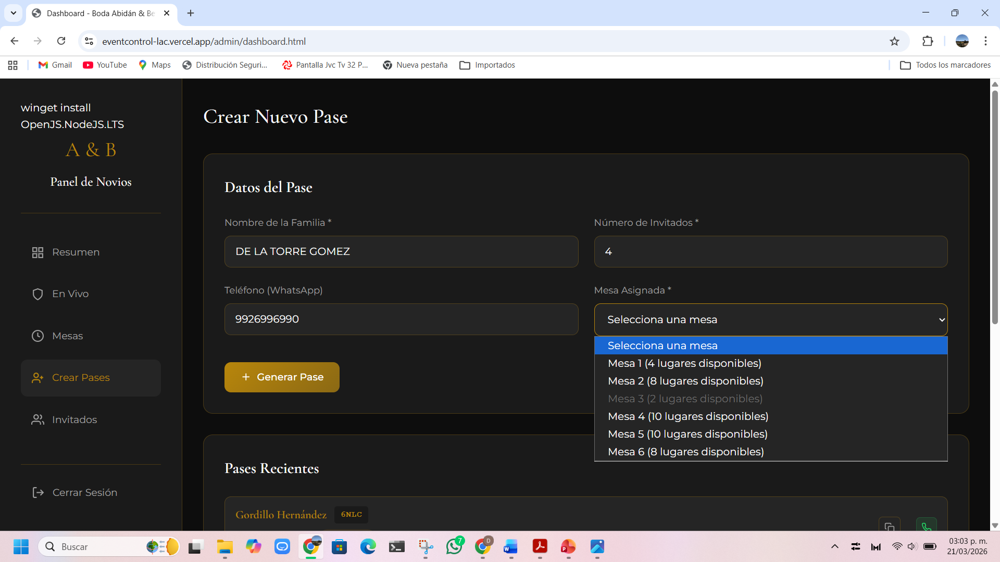 Dashboard - Boda Abidán & Be
eventcontrol-lac.vercel.app/admin/dashboard.html
Gmail
YouTube
Maps
Distribución Seguri...
Pantalla Jvc Tv 32 P...
Nueva pestaña
Importados
Todos los marcadores
winget install
OpenJS.NodeJS.LTS
A & B
Panel de Novios
Resumen
En Vivo
Mesas
Crear Pases
Invitados
Cerrar Sesión
Crear Nuevo Pase
Datos del Pase
Nombre de la Familia *
DE LA TORRE GOMEZ
Número de Invitados *
4
Teléfono (WhatsApp)
9926996990
Mesa Asignada *
Selecciona una mesa
Selecciona una mesa
Mesa 1 (4 lugares disponibles)
Mesa 2 (8 lugares disponibles)
Mesa 3 (2 lugares disponibles)
Mesa 4 (10 lugares disponibles)
Mesa 5 (10 lugares disponibles)
Mesa 6 (8 lugares disponibles)
+ Generar Pase
Pases Recientes
Gordillo Hernández
6NLC
Buscar
7
D
03:03 p. m.
21/03/2026